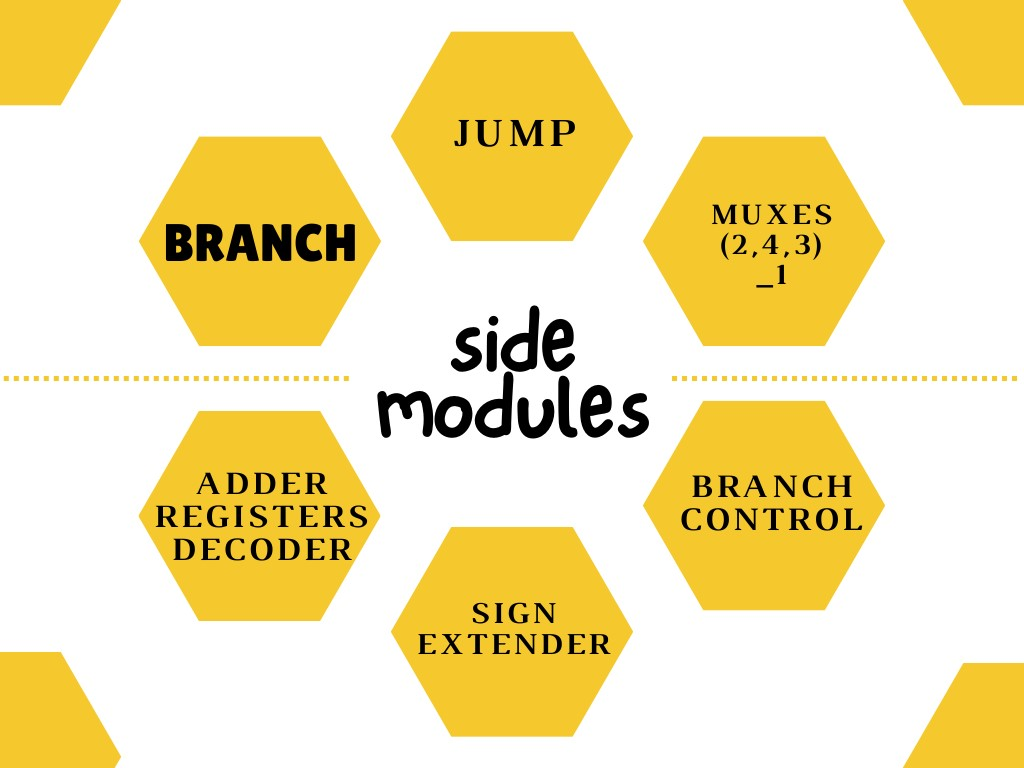 JUMP
BRANCH
MUXES
(2,4,3)
_1
side
modules
ADDER
REGISTERS
DECODER
BRANCH
CONTROL
SIGN
EXTENDER